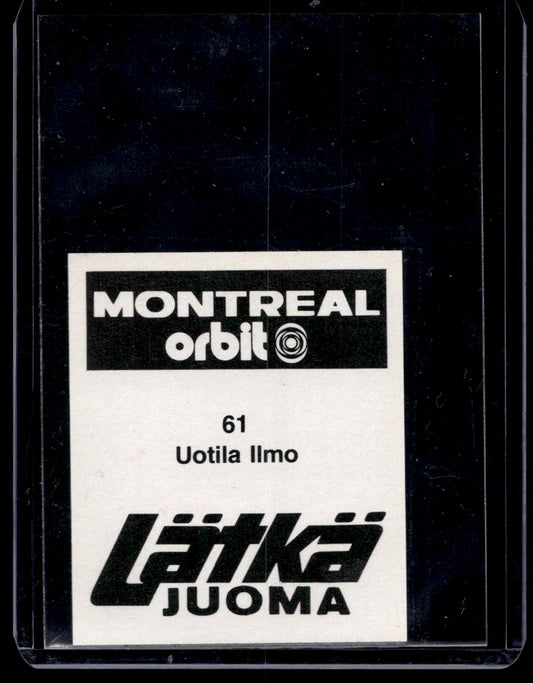 MONTREAL
orbit
61
Uotila Ilmo
Lätkä
JUOMA